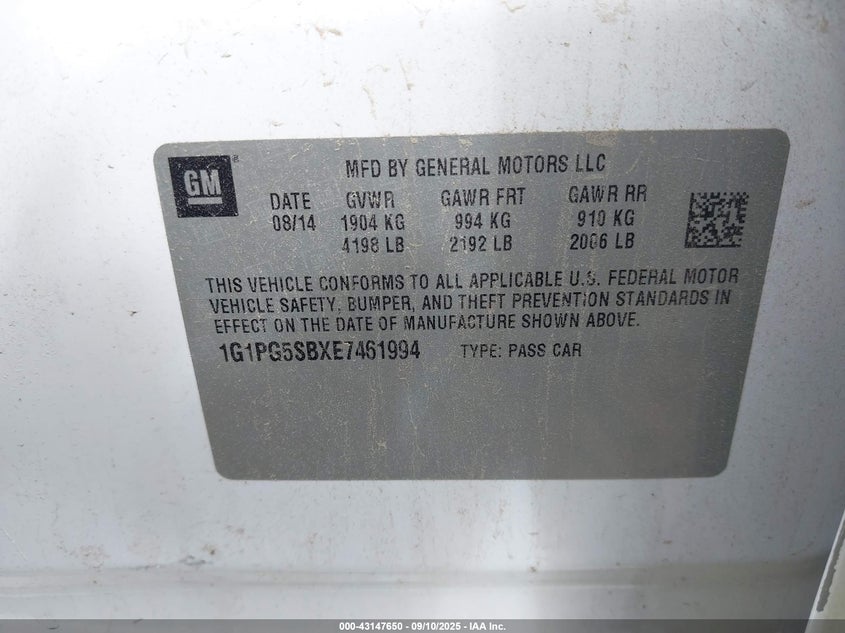 GM
MFD BY GENERAL MOTORS LLC
DATE GVWR GAWR FRT GAWR RR
08/14 1904 KG 994 KG 910 KG
4198 LB 2192 LB 2006 LB
THIS VEHICLE CONFORMS TO ALL APPLICABLE U.S. FEDERAL MOTOR
VEHICLE SAFETY, BUMPER, AND THEFT PREVENTION STANDARDS IN
EFFECT ON THE DATE OF MANUFACTURE SHOWN ABOVE.
1G1PG5SBXE7461994 TYPE: PASS CAR
000-43147650 - 09/10/2025 - IAA Inc.